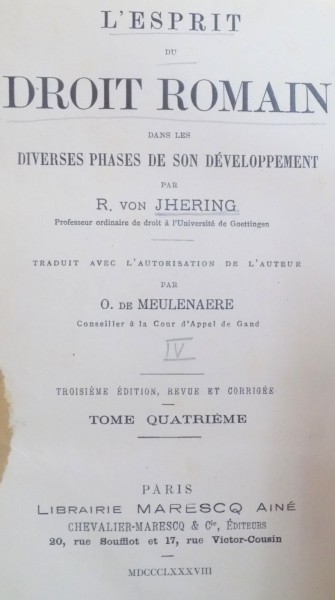 L'ESPRIT
DU
DROIT ROMAIN
DANS LES
DIVERSES PHASES DE SON DÉVELOPPEMENT
PAR
R. VON JHERING
Professeur ordinaire de droit à l'Université de Goettingen
TRADUIT AVEC L'AUTORISATION DE L'AUTEUR
PAR
O. DE MEULENAERE
Conseiller à la Cour d'Appel de Gand
IV
TROISIÈME ÉDITION, REVUE ET CORRIGÉE
TOME QUATRIÈME
PARIS
LIBRAIRIE MARESCQ AINÉ
CHEVALIER-MARESCQ & Cie, ÉDITEURS
20, rue Soufflot et 17, rue Victor-Cousin
MDCCCLXXXVIII